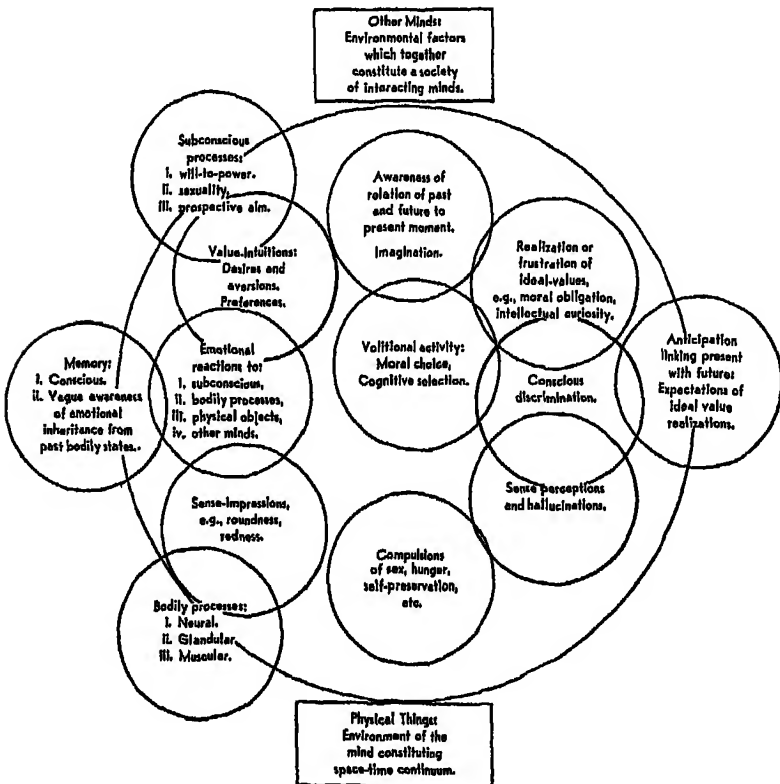 Other Minds:
Environmental factors
which together
constitute a society
of interacting minds.
Subconscious
processes:
i. will-to-power.
ii. sexuality,
iii. prospective aim.
Awareness of
relation of past
and future to
present moment.
Imagination.
Value-Intuitions:
Desires and
aversions.
Preferences.
Realization or
frustration of
ideal-values,
e.g., moral obligation,
intellectual curiosity.
Memory:
i. Conscious.
ii. Vague awareness
of emotional
inheritance from
past bodily states.
Emotional
reactions to:
i. subconscious,
ii. bodily processes,
iii. physical objects,
iv. other minds.
Volitional activity:
Moral choice,
Cognitive selection.
Conscious
discrimination.
Anticipation
linking present
with future:
Expectations of
ideal value
realizations.
Sense-impressions,
e.g., roundness,
redness.
Sense perceptions
and hallucinations.
Compulsions
of sex, hunger,
self-preservation,
etc.
Bodily processes:
i. Neural.
ii. Glandular.
iii. Muscular.
Physical Things:
Environment of the
mind constituting
space-time continuum.